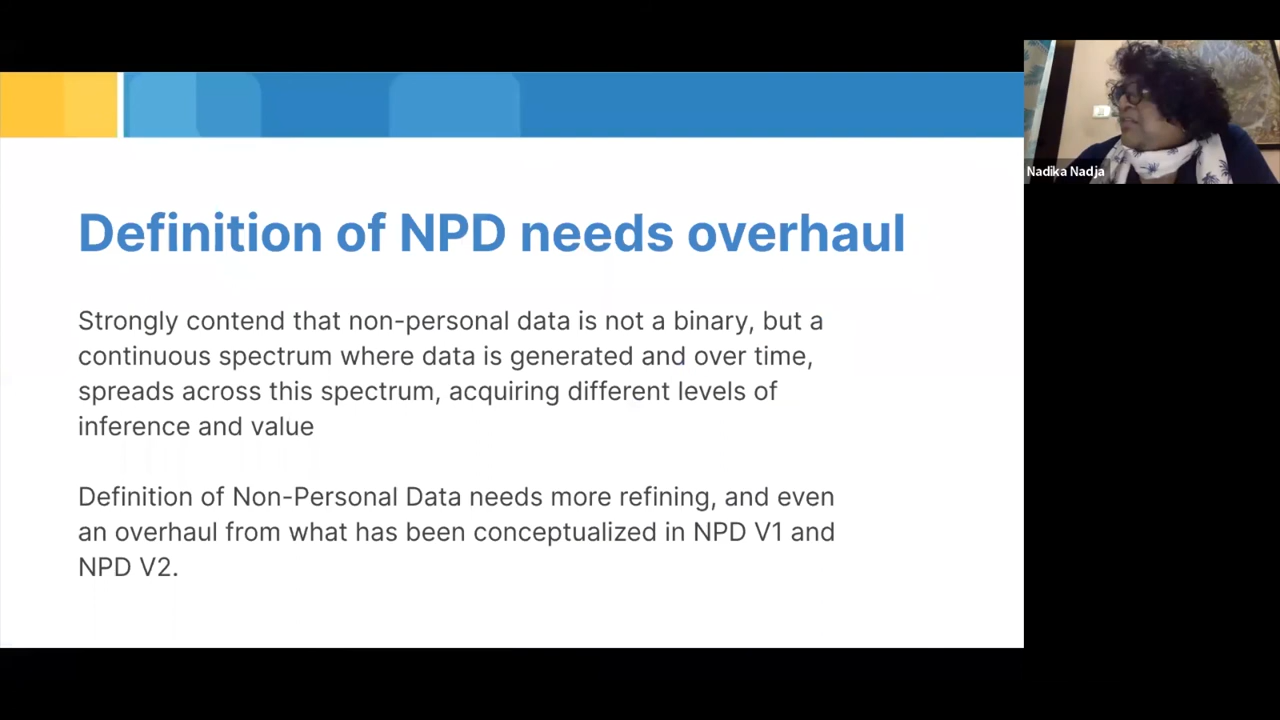 Definition of NPD needs overhaul
Strongly contend that non-personal data is not a binary, but a
continuous spectrum where data is generated and over time,
spreads across this spectrum, acquiring different levels of
inference and value
Definition of Non-Personal Data needs more refining, and even
an overhaul from what has been conceptualized in NPD V1 and
NPD V2.
Nadika Nadja